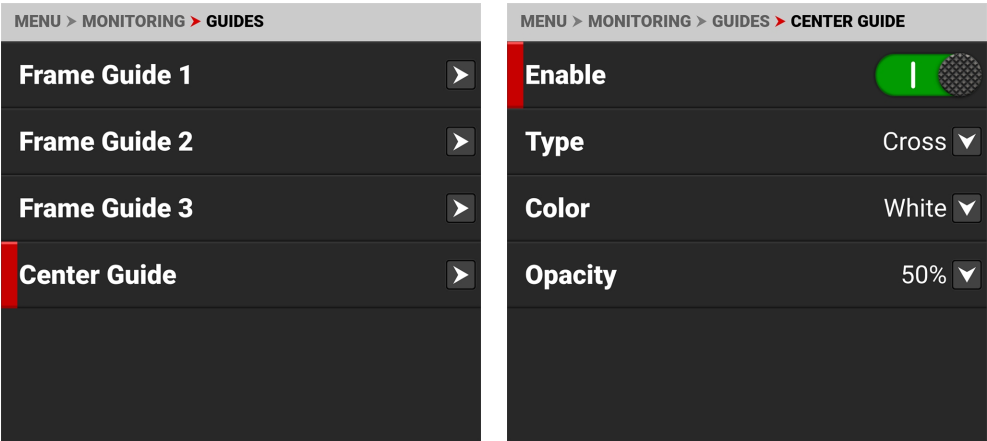 MENU > MONITORING > GUIDES
Frame Guide 1
Frame Guide 2
Frame Guide 3
Center Guide
MENU > MONITORING > GUIDES > CENTER GUIDE
Enable
Type Cross
Color White
Opacity 50%